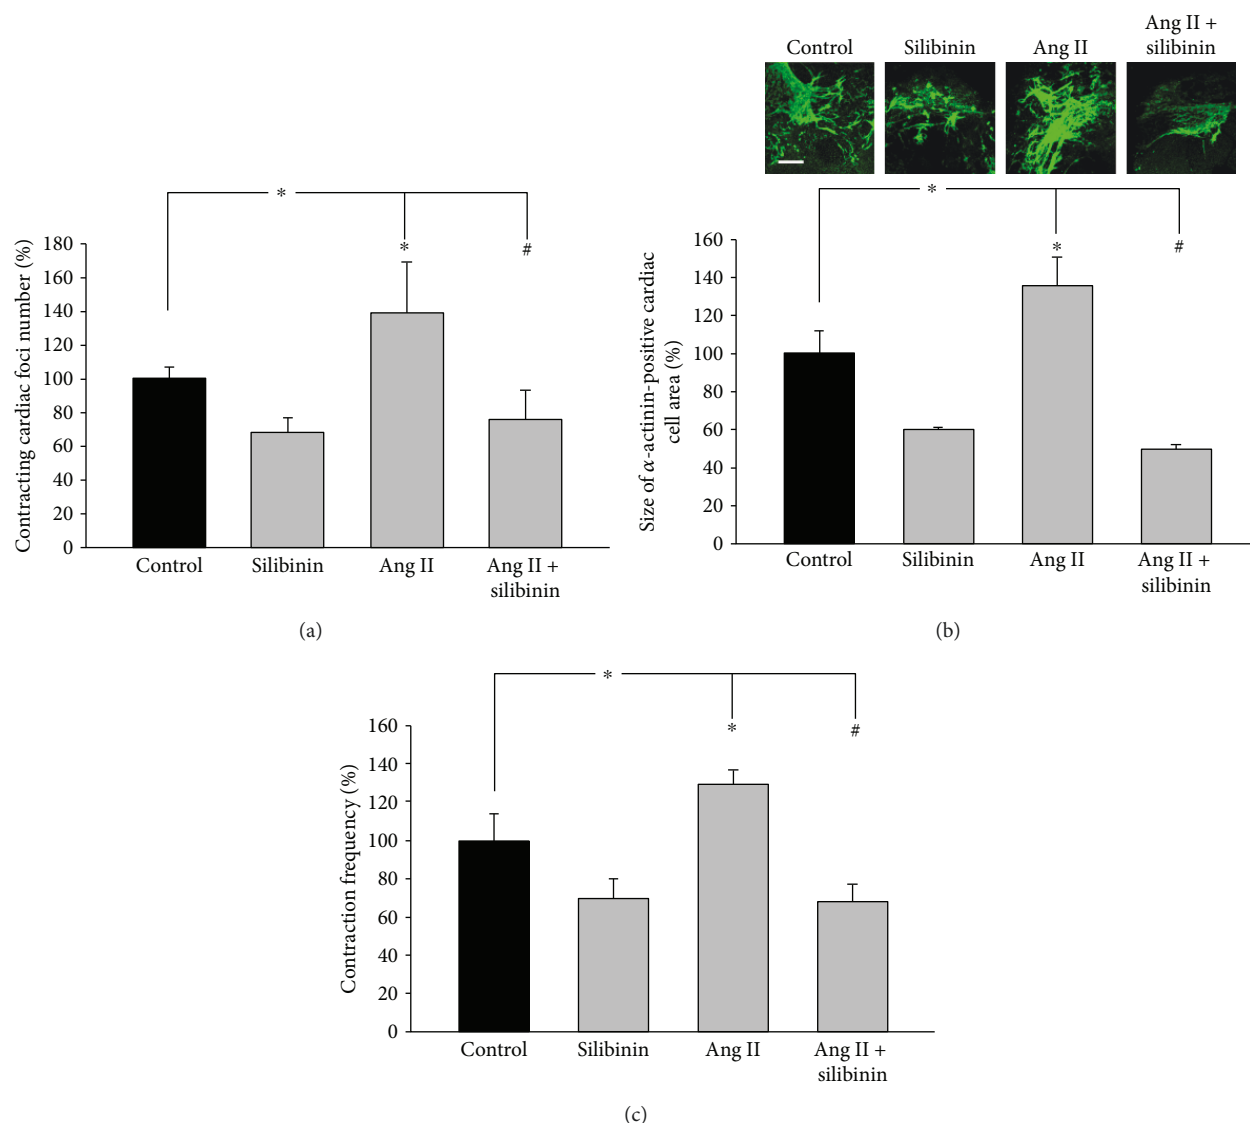 Contracting cardiac foci number (%)
180
160
140
120
100
80
60
40
20
0
*
*
#
Control
Silibinin
Ang II
Ang II +
silibinin
(a)
Control
Silibinin
Ang II
Ang II +
silibinin
Size of α-actinin-positive cardiac
cell area (%)
160
140
120
100
80
60
40
20
0
*
*
#
Control
Silibinin
Ang II
Ang II +
silibinin
(b)
Contraction frequency (%)
160
140
120
100
80
60
40
20
0
*
*
#
Control
Silibinin
Ang II
Ang II +
silibinin
(c)